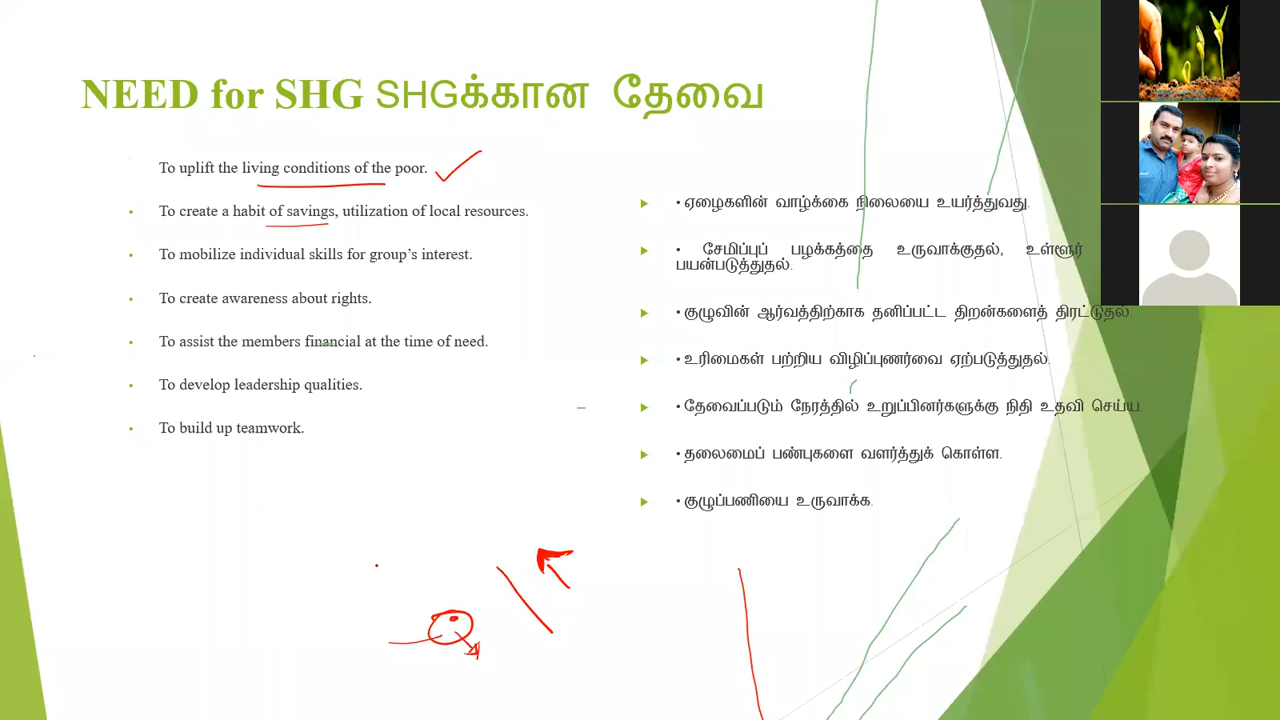 NEED for SHG SHGக்கான தேவை
To uplift the living conditions of the poor.
• To create a habit of savings, utilization of local resources.
• To mobilize individual skills for group's interest.
• To create awareness about rights.
• To assist the members financial at the time of need.
• To develop leadership qualities.
• To build up teamwork.
• ஏழைகளின் வாழ்க்கை நிலையை உயர்த்துவது.
• சேமிப்புப் பழக்கத்தை உருவாக்குதல், உள்ளூர்
பயன்படுத்துதல்.
• குழுவின் ஆர்வத்திற்காக தனிப்பட்ட திறன்களைத் திரட்டுதல்.
• உரிமைகள் பற்றிய விழிப்புணர்வை ஏற்படுத்துதல்.
• தேவைப்படும் நேரத்தில் உறுப்பினர்களுக்கு நிதி உதவி செய்ய.
• தலைமைப் பண்புகளை வளர்த்துக் கொள்ள.
• குழுப்பணியை உருவாக்க.